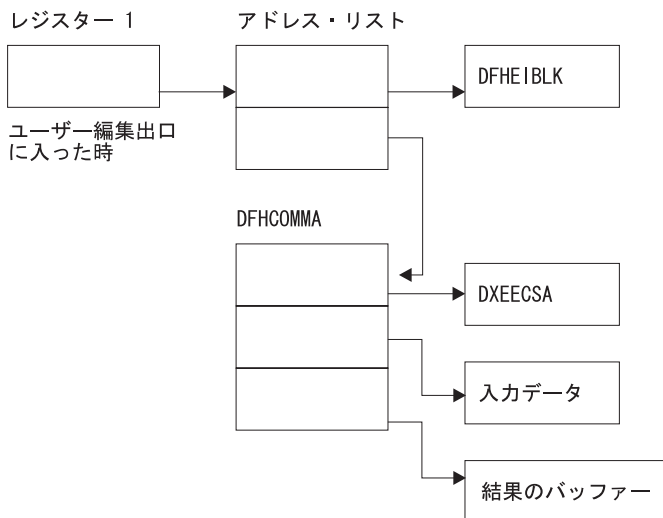 レジスター 1
アドレス・リスト
DFHEIBLK
ユーザー編集出口
に入った時
DFHCOMMA
DXEECSA
入力データ
結果のバッファー